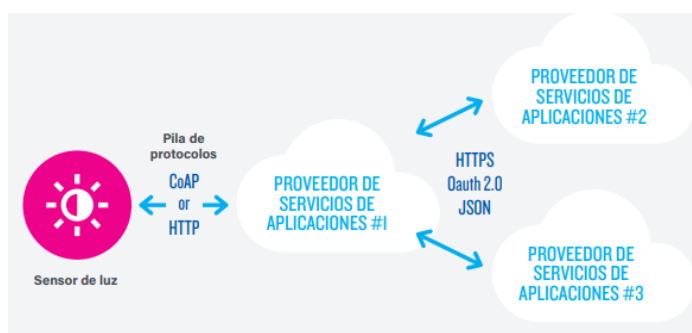 Pila de
protocolos
CoAP
or
HTTP
Sensor de luz
PROVEEDOR DE
SERVICIOS DE
APLICACIONES #1
HTTPS
Oauth 2.0
JSON
PROVEEDOR DE
SERVICIOS DE
APLICACIONES #2
PROVEEDOR DE
SERVICIOS DE
APLICACIONES #3